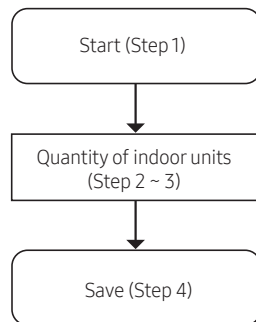 Start (Step 1)
Quantity of indoor units
(Step 2 ~ 3)
Save (Step 4)